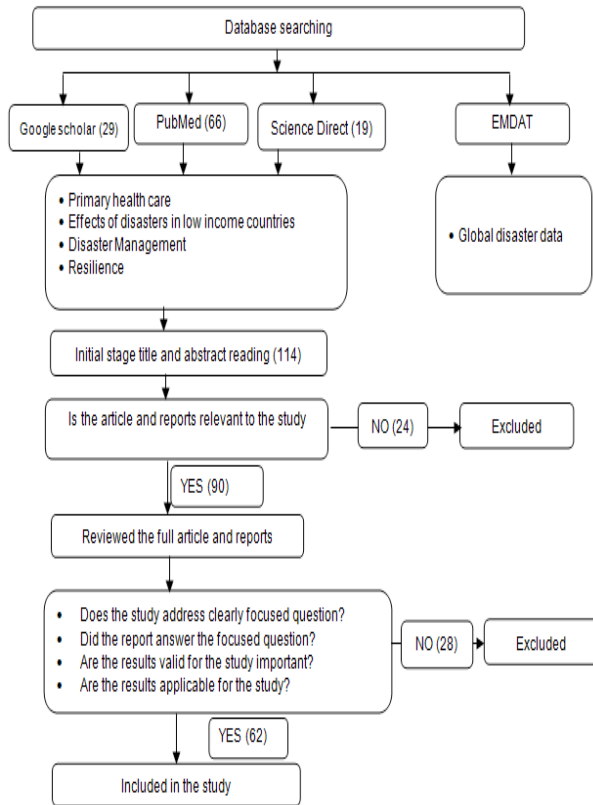 Database searching
Google scholar (29)
PubMed (66)
Science Direct (19)
EMDAT
• Primary health care
• Effects of disasters in low income countries
• Disaster Management
• Resilience
• Global disaster data
Initial stage title and abstract reading (114)
Is the article and reports relevant to the study
NO (24)
Excluded
YES (90)
Reviewed the full article and reports
• Does the study address clearly focused question?
• Did the report answer the focused question?
• Are the results valid for the study important?
• Are the results applicable for the study?
NO (28)
Excluded
YES (62)
Included in the study